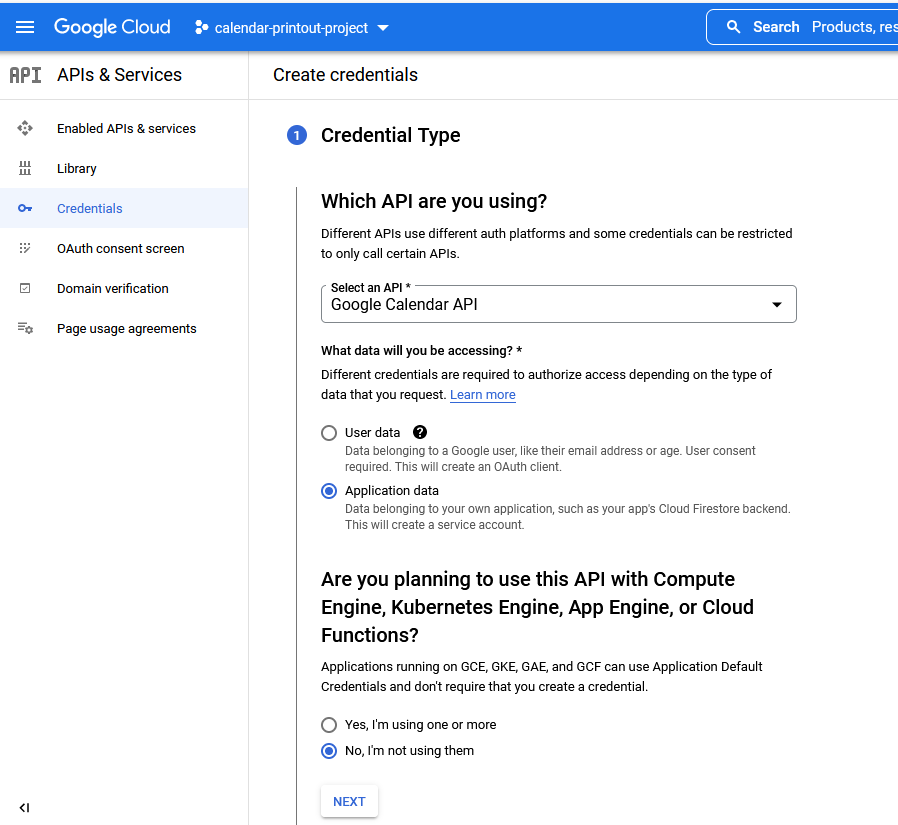 Google Cloud
calendar-printout-project
Search Products, res
API APIs & Services
Create credentials
Enabled APIs & services
Library
Credentials
OAuth consent screen
Domain verification
Page usage agreements
1 Credential Type
Which API are you using?
Different APIs use different auth platforms and some credentials can be restricted
to only call certain APIs.
Select an API *
Google Calendar API
What data will you be accessing? *
Different credentials are required to authorize access depending on the type of
data that you request. Learn more
User data ?
Data belonging to a Google user, like their email address or age. User consent
required. This will create an OAuth client.
Application data
Data belonging to your own application, such as your app's Cloud Firestore backend.
This will create a service account.
Are you planning to use this API with Compute
Engine, Kubernetes Engine, App Engine, or Cloud
Functions?
Applications running on GCE, GKE, GAE, and GCF can use Application Default
Credentials and don't require that you create a credential.
Yes, I'm using one or more
No, I'm not using them
NEXT